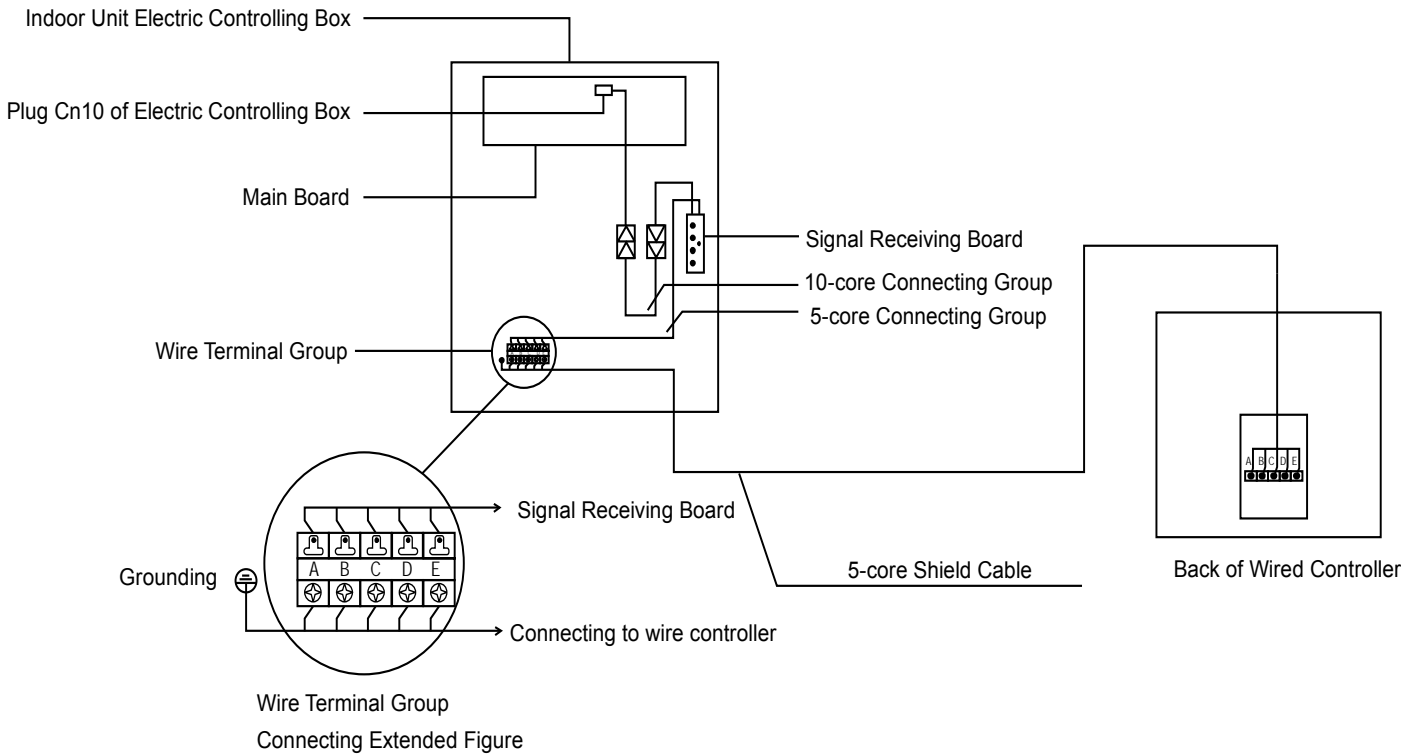 Indoor Unit Electric Controlling Box
Plug Cn10 of Electric Controlling Box
Main Board
Signal Receiving Board
10-core Connecting Group
5-core Connecting Group
Wire Terminal Group
A B C D E
Signal Receiving Board
A B C D E
Grounding
5-core Shield Cable
Back of Wired Controller
Connecting to wire controller
Wire Terminal Group
Connecting Extended Figure